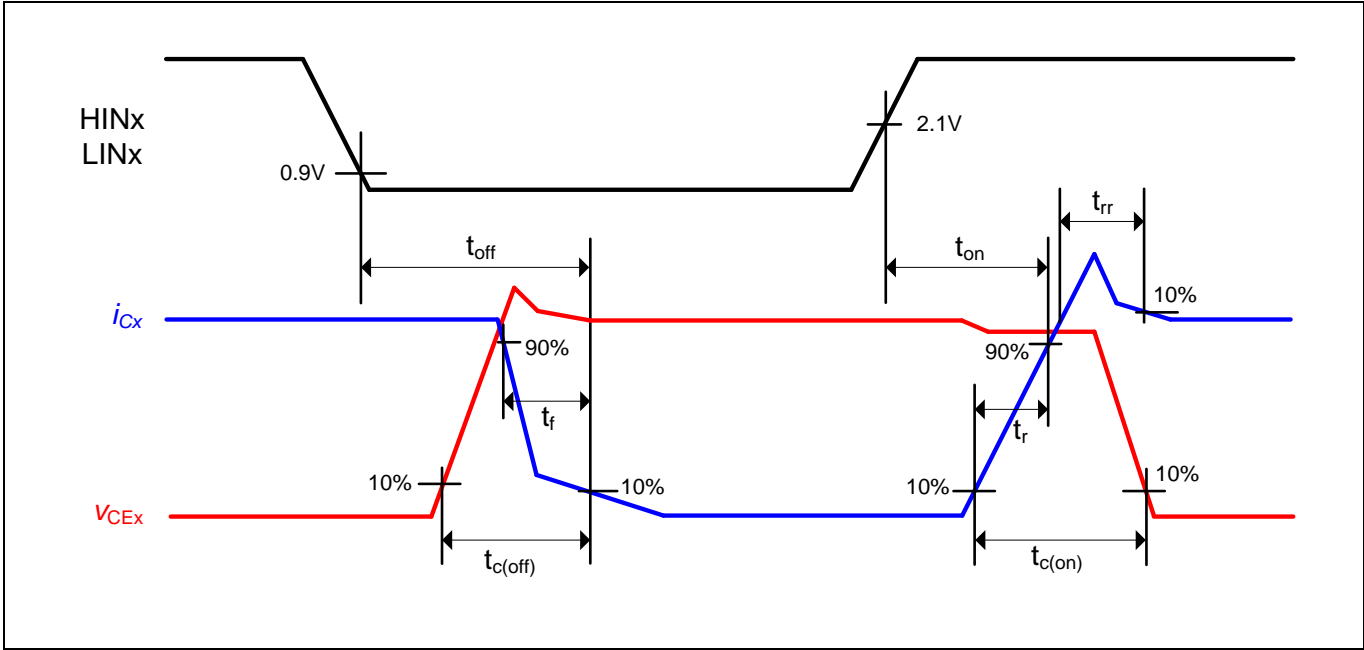 HINx
LINx
0.9V
2.1V
trr
toff
ton
iCx
10%
90%
90%
tf
tr
10%
10%
10%
10%
vCEx
tc(off)
tc(on)